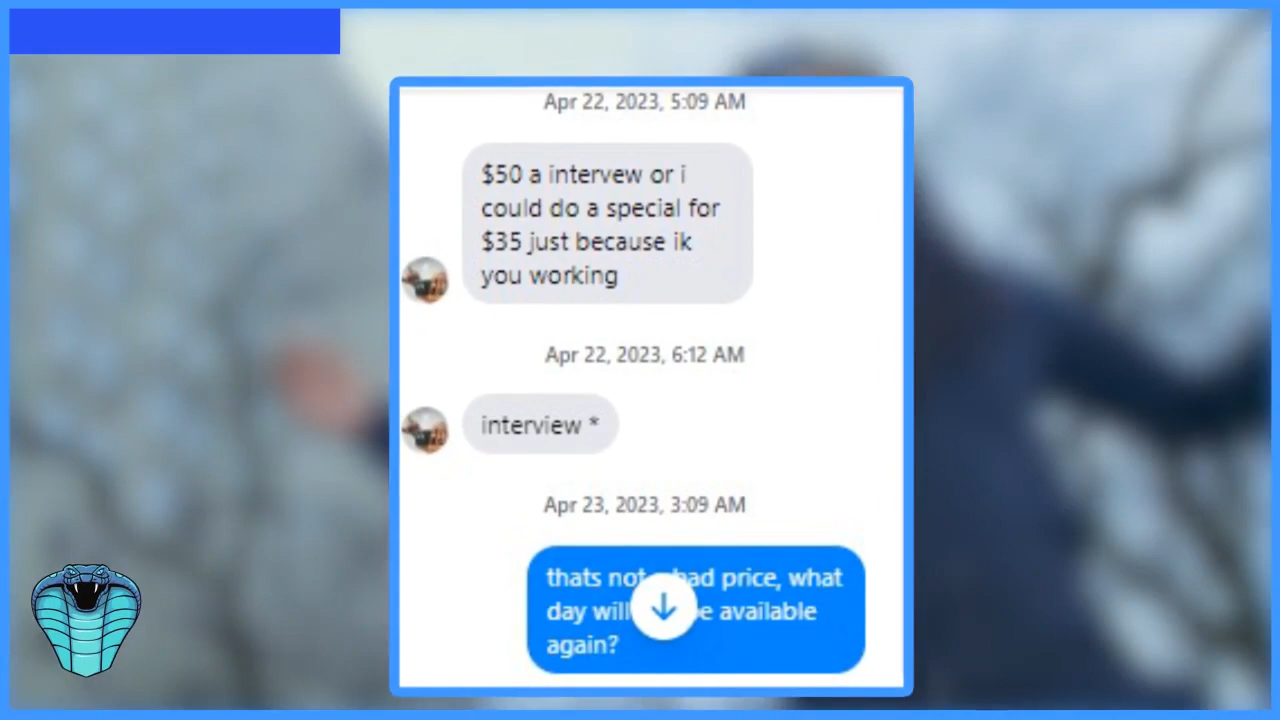 Apr 22, 2023, 5:09 AM
$50 a intervew or i
could do a special for
$35 just because ik
you working
Apr 22, 2023, 6:12 AM
interview *
Apr 23, 2023, 3:09 AM
thats not bad price, what
day will be available
again?